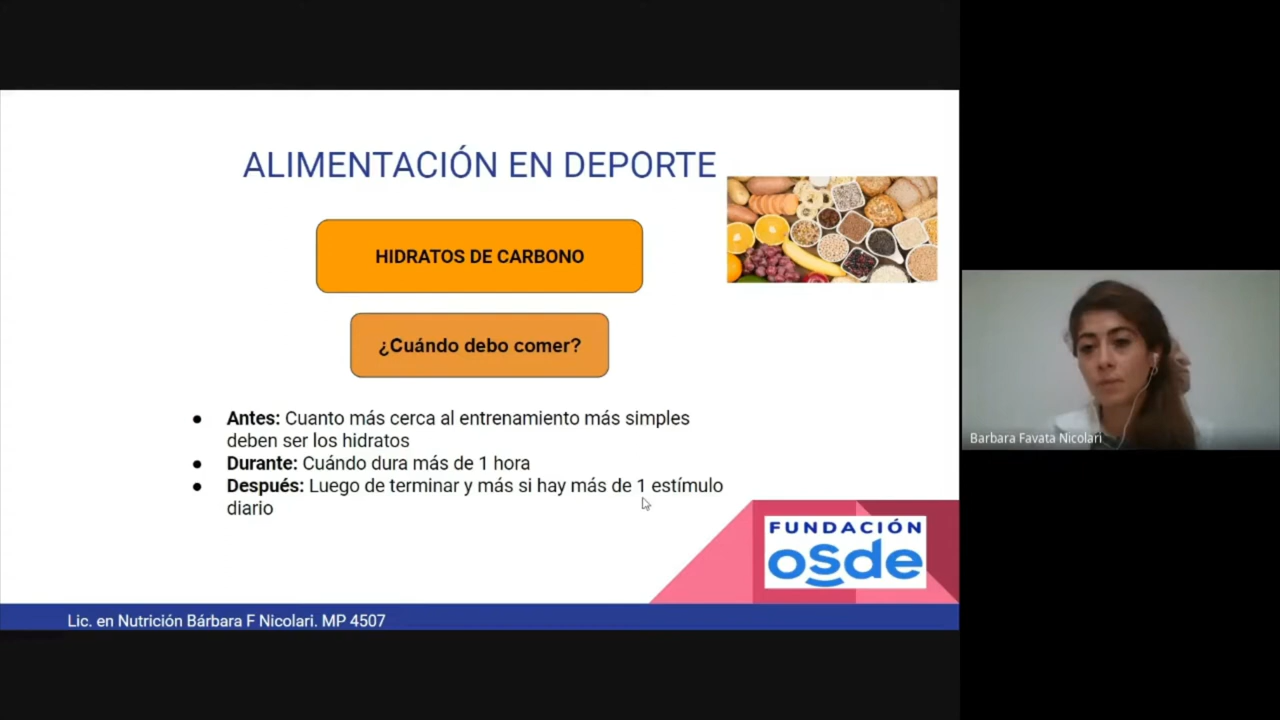 ALIMENTACIÓN EN DEPORTE
HIDRATOS DE CARBONO
¿Cuándo debo comer?
● Antes: Cuanto más cerca al entrenamiento más simples
deben ser los hidratos
● Durante: Cuándo dura más de 1 hora
● Después: Luego de terminar y más si hay más de 1 estímulo
diario
FUNDACIÓN
osde
Lic. en Nutrición Bárbara F Nicolari. MP 4507
Barbara Favata Nicolari